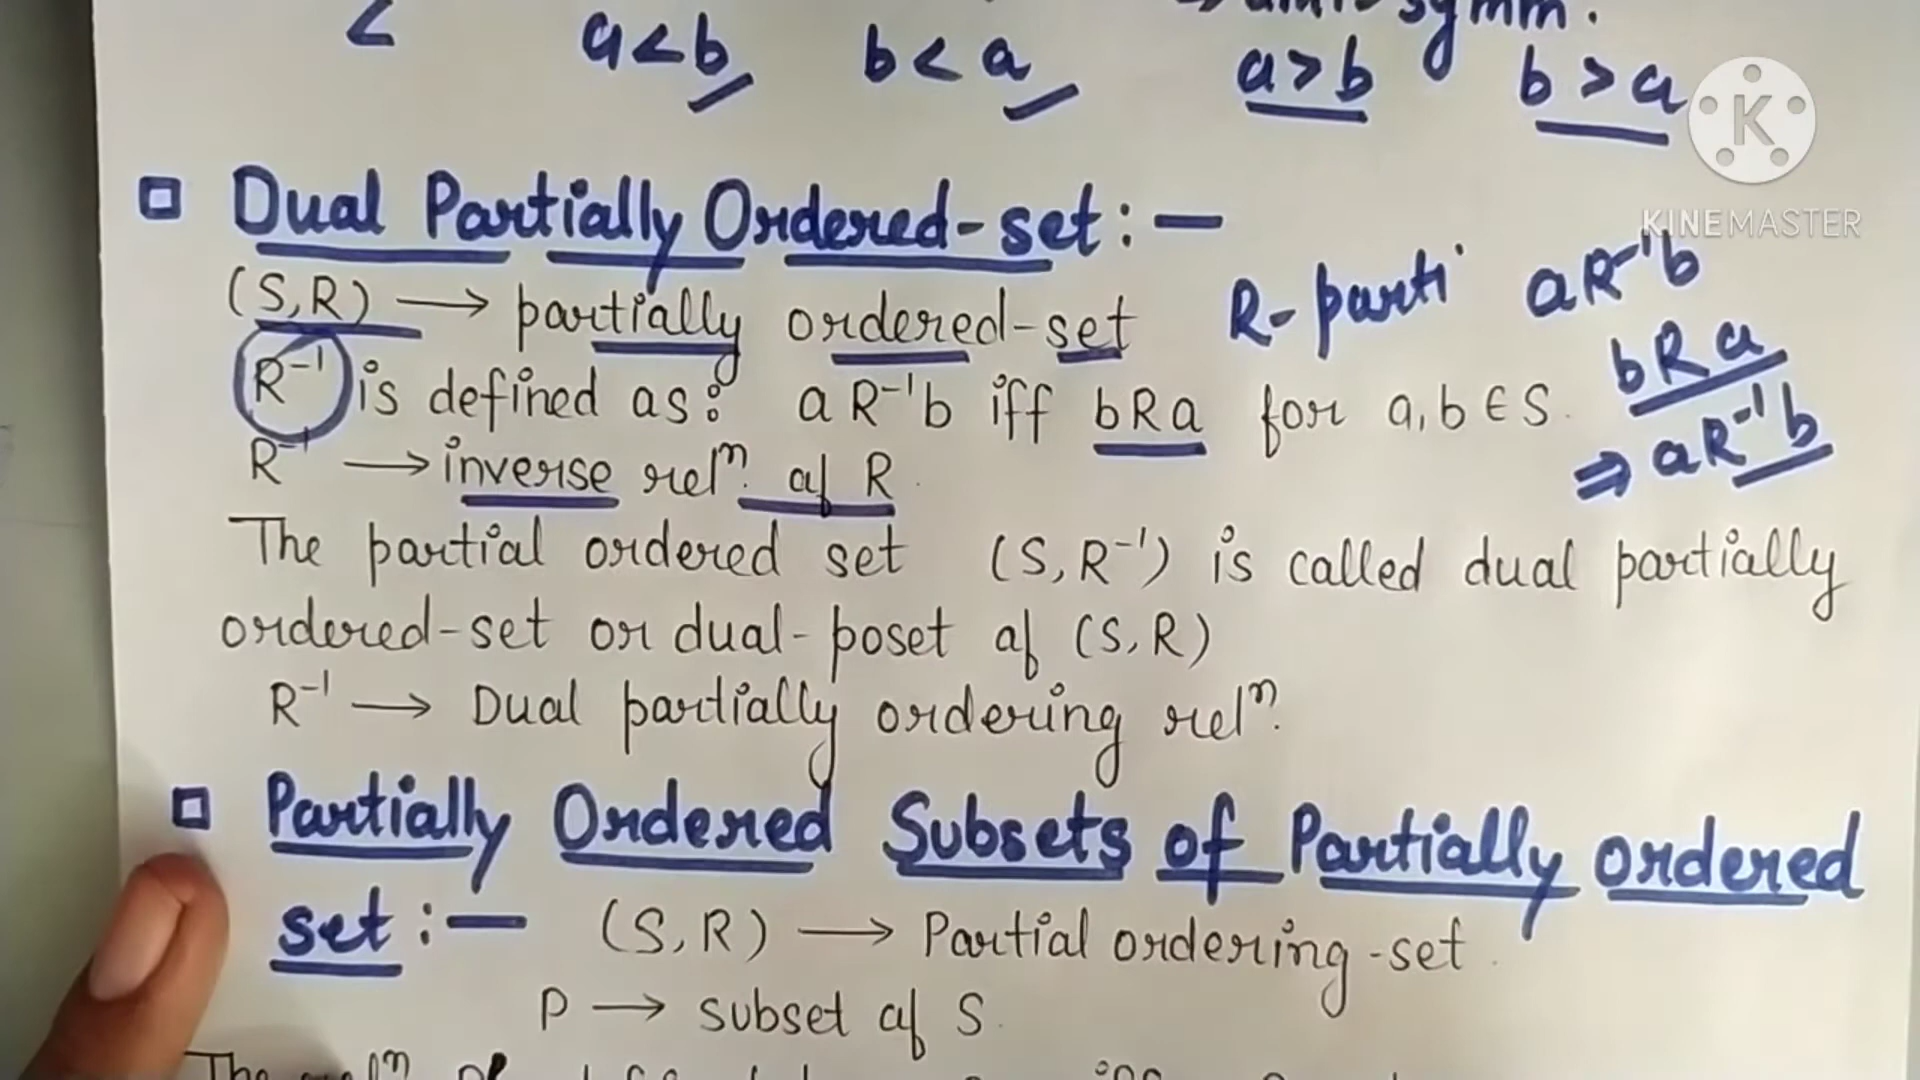 < a<b b<a a>b b>a
symm.
KINEMASTER
□ Dual Partially Ordered-set:—
(S,R) → partially ordered-set R- parti aR⁻¹b
R⁻¹ is defined as: a R⁻¹b iff bRa for a,b ∈ S.
bRa
⇒ aR⁻¹b
R⁻¹ → inverse relⁿ. of R
The partial ordered set (S,R⁻¹) is called dual partially
ordered-set or dual-poset of (S,R)
R⁻¹ → Dual partially ordering relⁿ.
□ Partially Ordered Subsets of Partially ordered
set:— (S,R) → Partial ordering-set.
P → subset of S.
The